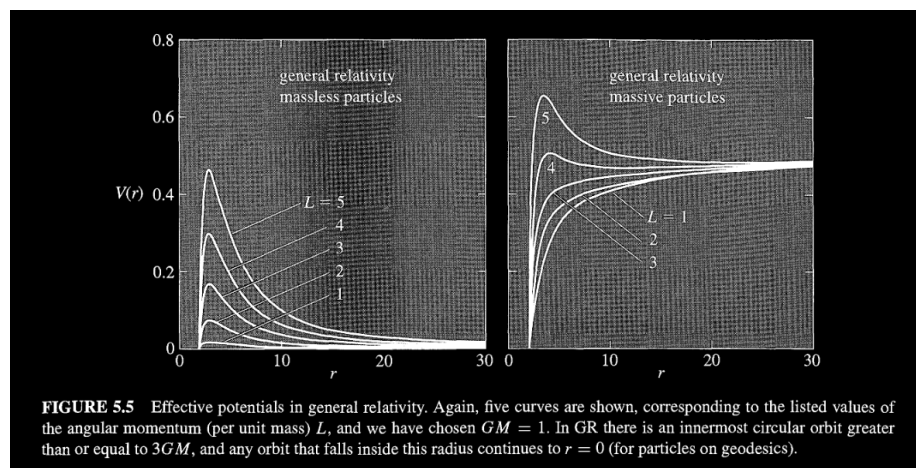 0.8
0.6
V(r) 0.4
0.2
0
general relativity
massless particles
L = 5
4
3
2
1
0 10 20 30
r
general relativity
massive particles
5
4
L = 1
2
3
0 10 20 30
r
FIGURE 5.5 Effective potentials in general relativity. Again, five curves are shown, corresponding to the listed values of
the angular momentum (per unit mass) L, and we have chosen GM = 1. In GR there is an innermost circular orbit greater
than or equal to 3GM, and any orbit that falls inside this radius continues to r = 0 (for particles on geodesics).